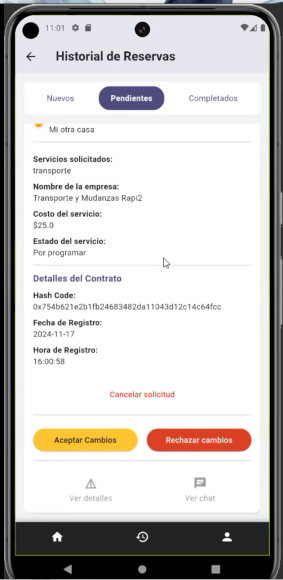 11:01
Historial de Reservas
Nuevos
Pendientes
Completados
Mi otra casa
Servicios solicitados:
transporte
Nombre de la empresa:
Transporte y Mudanzas Rapi2
Costo del servicio:
$25.0
Estado del servicio:
Por programar
Detalles del Contrato
Hash Code:
0x754b621e2b1fb24683482da11043d12c14c64fcc
Fecha de Registro:
2024-11-17
Hora de Registro:
16:00:58
Cancelar solicitud
Aceptar Cambios
Rechazar cambios
Ver detalles
Ver chat